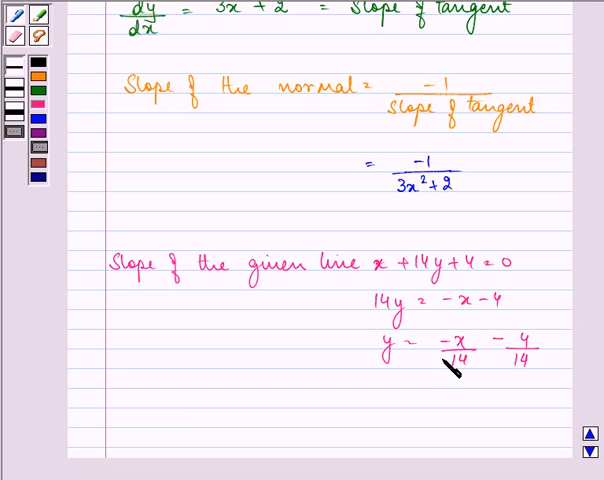 dy/dx = 3x + 2 = Slope of tangent
Slope of the normal = -1 / Slope of tangent
= -1 / 3x² + 2
Slope of the given line x + 14y + 4 = 0
14y = -x - 4
y = -x/14 - 4/14